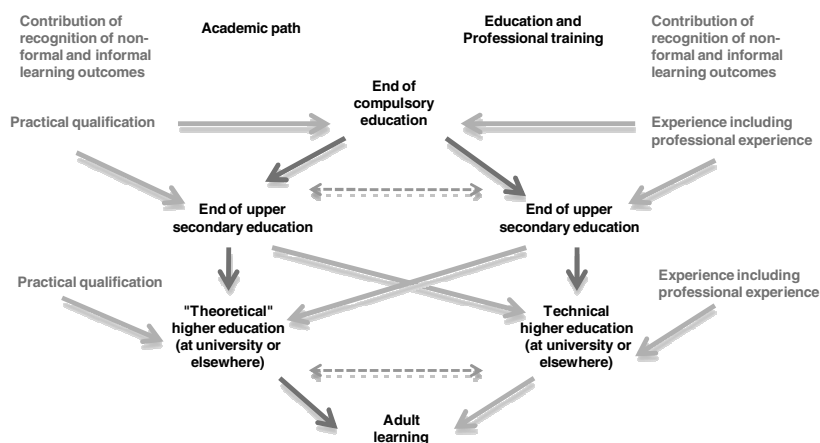 Contribution of
recognition of non-
formal and informal
learning outcomes
Academic path
Education and
Professional training
Contribution of
recognition of non-
formal and informal
learning outcomes
End of
compulsory
education
Practical qualification
Experience including
professional experience
End of upper
secondary education
End of upper
secondary education
Practical qualification
Experience including
professional experience
"Theoretical"
higher education
(at university or
elsewhere)
Technical
higher education
(at university or
elsewhere)
Adult
learning